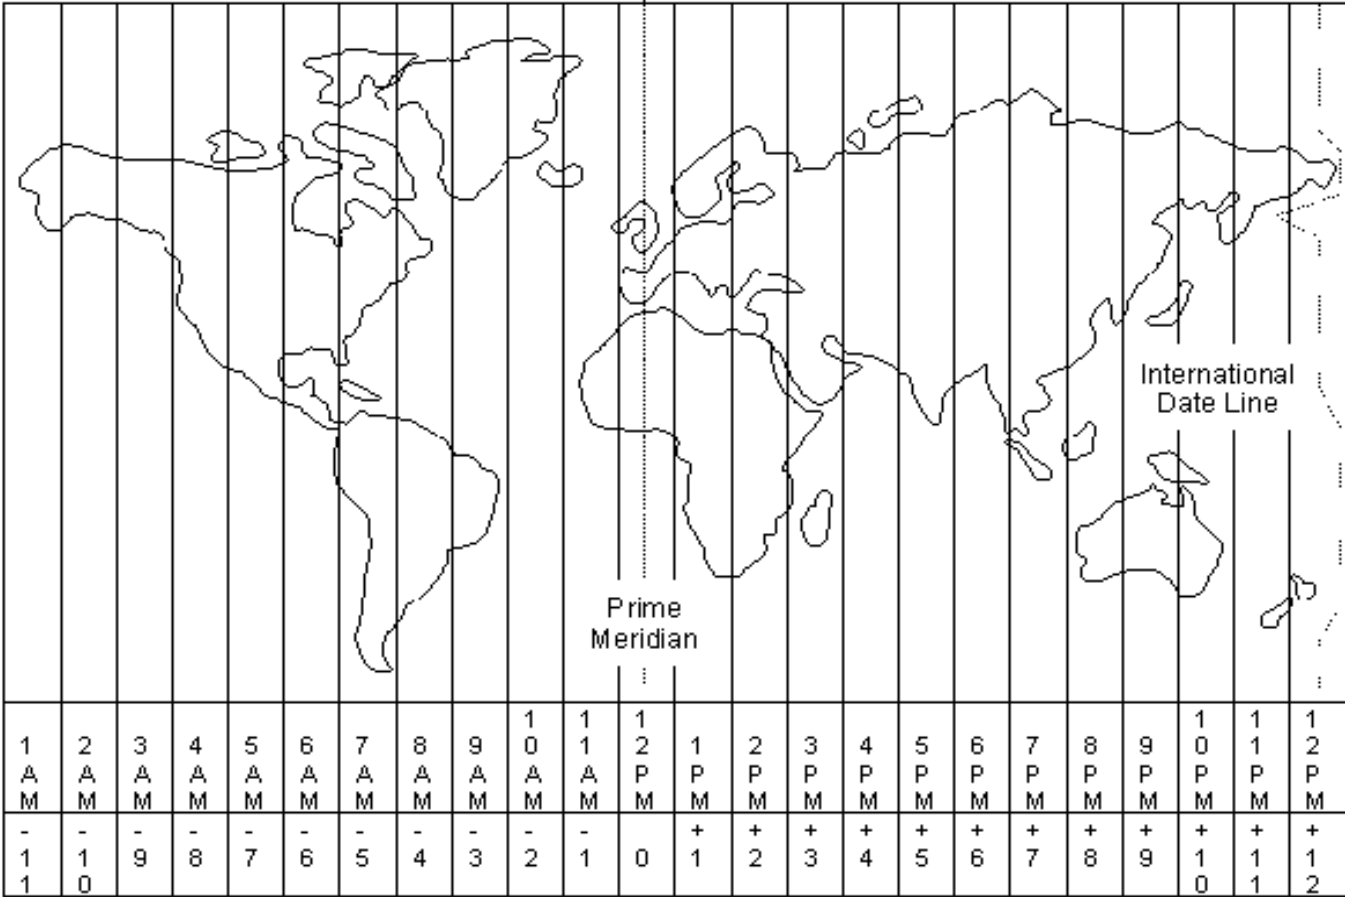 International
Date Line
Prime
Meridian
1 AM 2 AM 3 AM 4 AM 5 AM 6 AM 7 AM 8 AM 9 AM 10 AM 11 AM 12 PM 1 PM 2 PM 3 PM 4 PM 5 PM 6 PM 7 PM 8 PM 9 PM 10 PM 11 PM 12 PM
-11 -10 -9 -8 -7 -6 -5 -4 -3 -2 -1 0 +1 +2 +3 +4 +5 +6 +7 +8 +9 +10 +11 +12